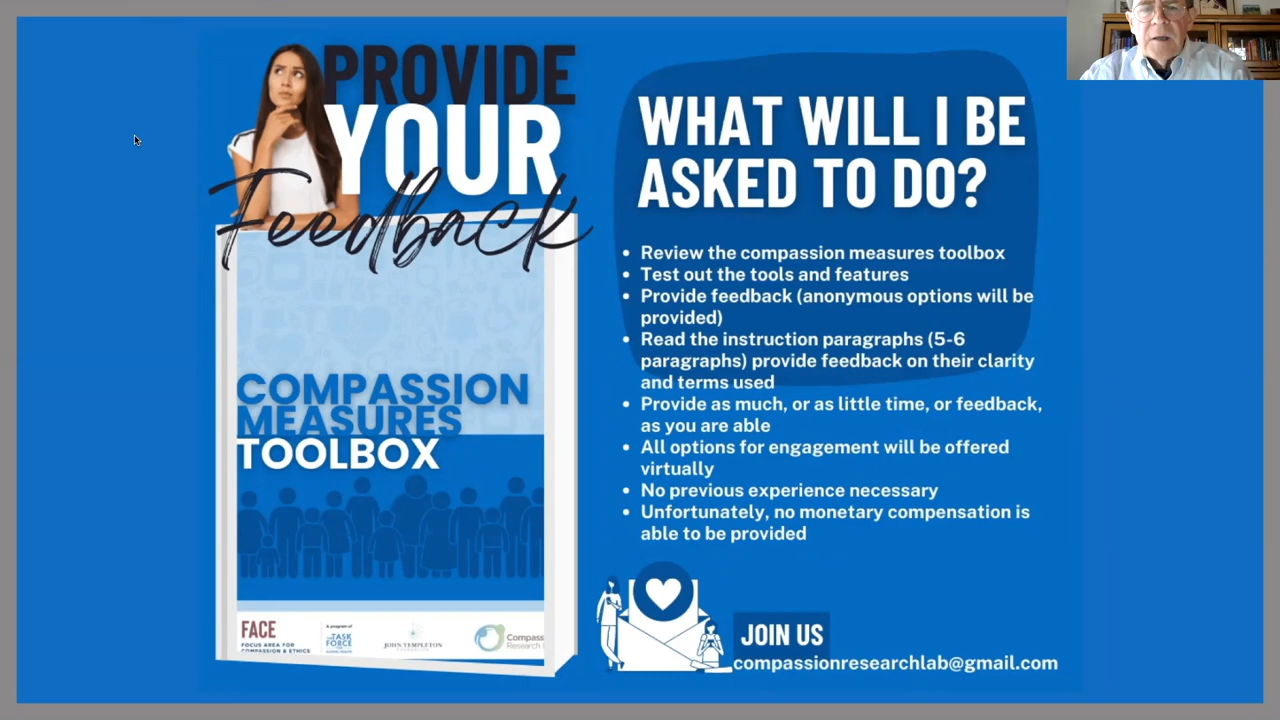 PROVIDE
YOUR
Feedback
COMPASSION
MEASURES
TOOLBOX
FACE
FOCUS AREA FOR
COMPASSION & ETHICS
A program of
TASK
FORCE
JOHN TEMPLETON
FOUNDATION
Compass
Research
WHAT WILL I BE
ASKED TO DO?
• Review the compassion measures toolbox
• Test out the tools and features
• Provide feedback (anonymous options will be
provided)
• Read the instruction paragraphs (5-6
paragraphs) provide feedback on their clarity
and terms used
• Provide as much, or as little time, or feedback,
as you are able
• All options for engagement will be offered
virtually
• No previous experience necessary
• Unfortunately, no monetary compensation is
able to be provided
JOIN US
compassionresearchlab@gmail.com